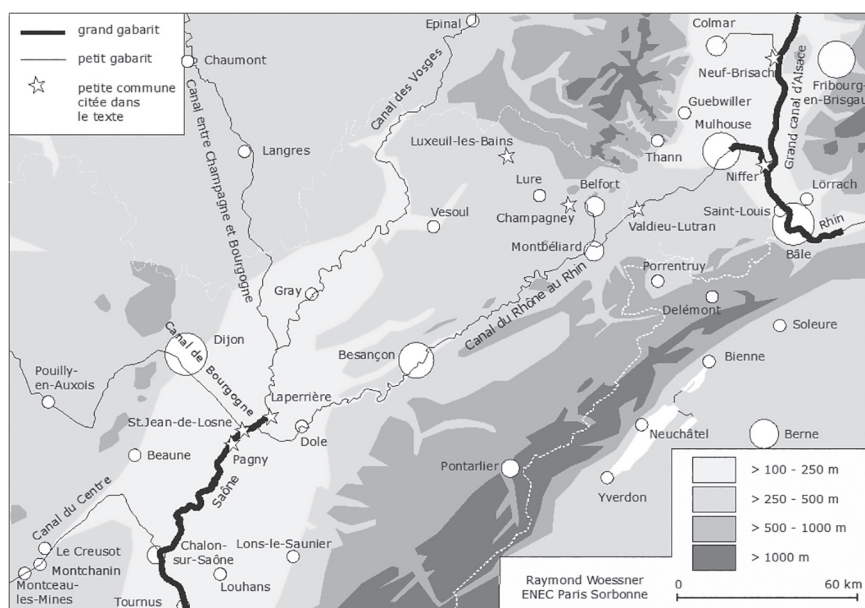 grand gabarit
petit gabarit
petite commune
citée dans
le texte
Epinal
Colmar
Chaumont
Neuf-Brisach
Fribourg-
en-Brisgau
Canal des Vosges
Grand canal d'Alsace
Guebwiller
Mulhouse
Canal entre Champagne et Bourgogne
Langres
Luxeuil-les-Bains
Thann
Niffer
Lure
Belfort
Lörrach
Champagney
Saint-Louis
Rhin
Vesoul
Valdieu-Lutran
Montbéliard
Bâle
Porrentruy
Gray
Canal du Rhône au Rhin
Delémont
Soleure
Canal de Bourgogne
Dijon
Besançon
Bienne
Pouilly-
en-Auxois
Laperrière
St.Jean-de-Losne
Dole
Neuchâtel
Berne
Beaune
Pagny
Saône
Pontarlier
Yverdon
Canal du Centre
> 100 - 250 m
> 250 - 500 m
> 500 - 1000 m
> 1000 m
Le Creusot
Montchanin
Montceau-
les-Mines
Chalon-
sur-Saône
Lons-le-Saunier
Louhans
Tournus
Raymond Woessner
ENEC Paris Sorbonne
0
60 km